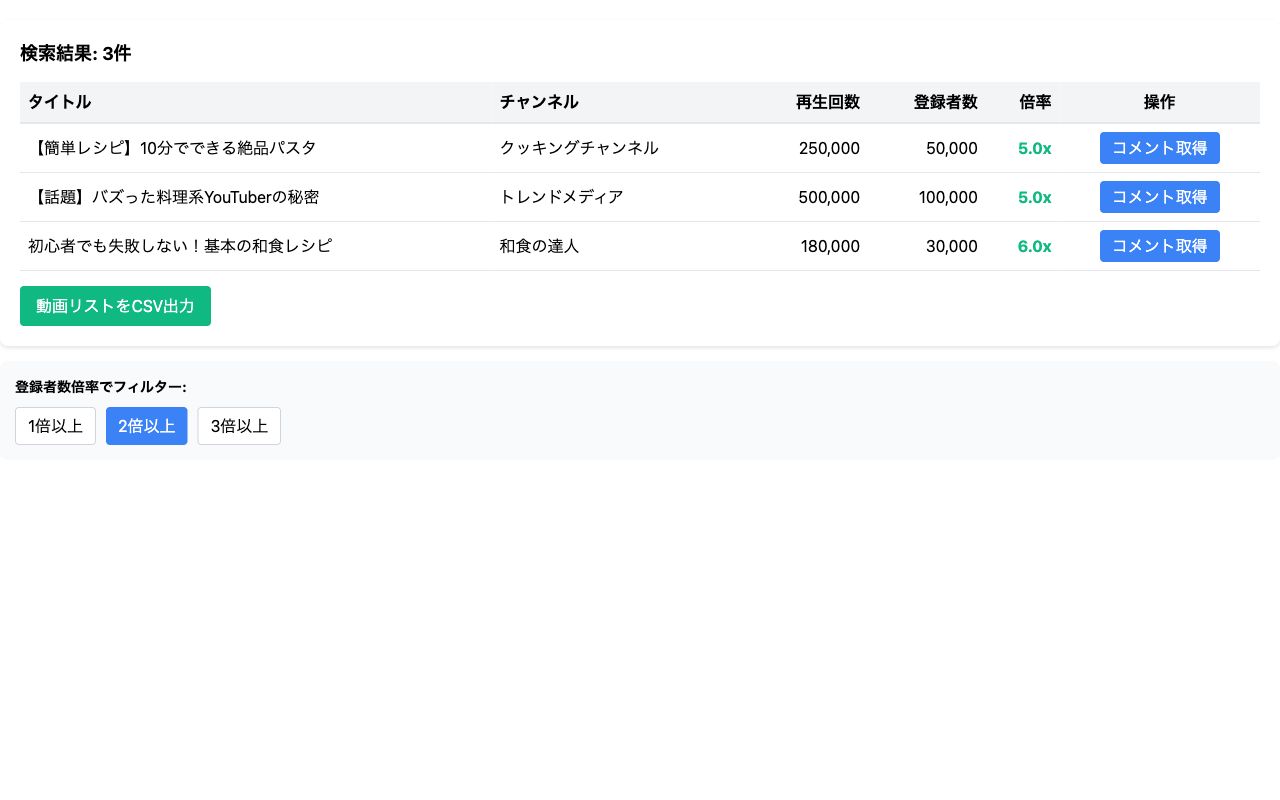 検索結果: 3件
タイトル チャンネル 再生回数 登録者数 倍率 操作
【簡単レシピ】10分でできる絶品パスタ クッキングチャンネル 250,000 50,000 5.0x コメント取得
【話題】バズった料理系YouTuberの秘密 トレンドメディア 500,000 100,000 5.0x コメント取得
初心者でも失敗しない！基本の和食レシピ 和食の達人 180,000 30,000 6.0x コメント取得
動画リストをCSV出力
登録者数倍率でフィルター:
1倍以上 2倍以上 3倍以上